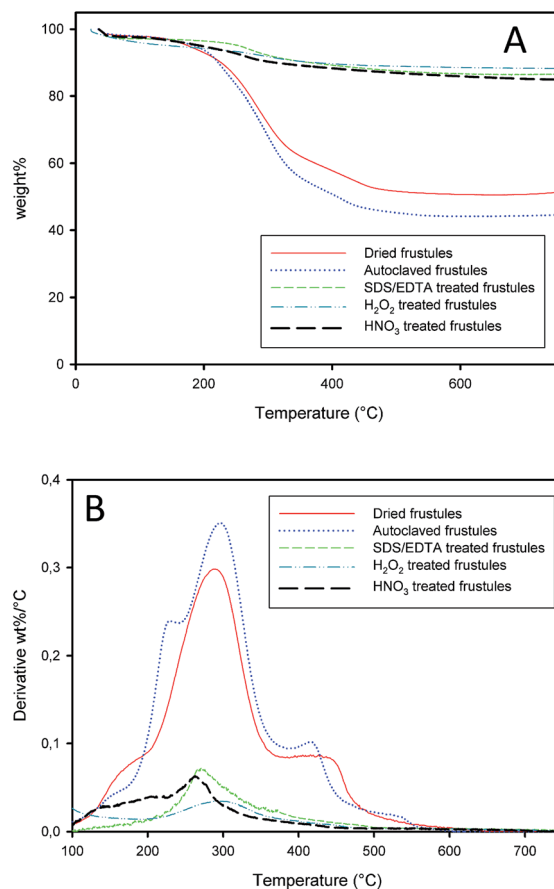 A
weight%
100
80
60
40
20
0
Dried frustules
Autoclaved frustules
SDS/EDTA treated frustules
H₂O₂ treated frustules
HNO₃ treated frustules
0 200 400 600
Temperature (°C)
B
Derivative wt%/°C
0,4
0,3
0,2
0,1
0,0
Dried frustules
Autoclaved frustules
SDS/EDTA treated frustules
H₂O₂ treated frustules
HNO₃ treated frustules
100 200 300 400 500 600 700
Temperature (°C)